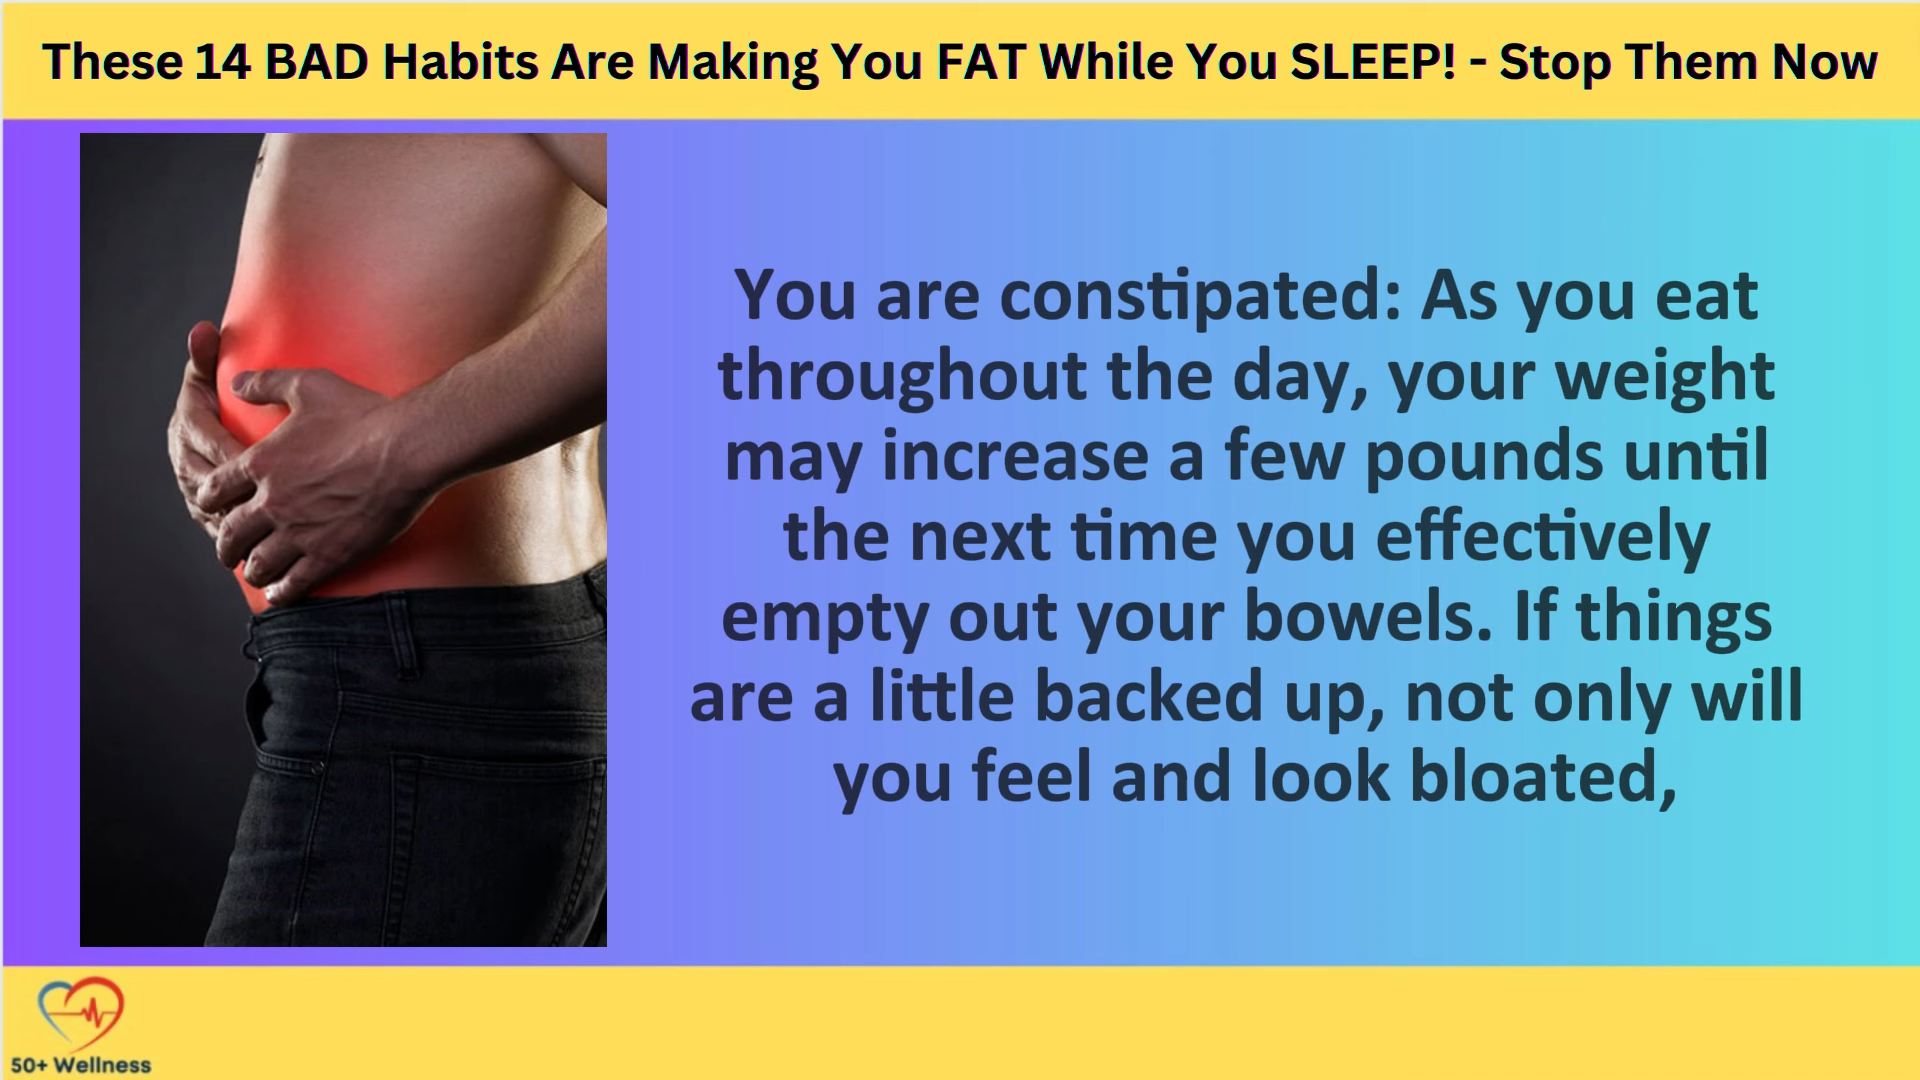 These 14 BAD Habits Are Making You FAT While You SLEEP! - Stop Them Now
You are constipated: As you eat
throughout the day, your weight
may increase a few pounds until
the next time you effectively
empty out your bowels. If things
are a little backed up, not only will
you feel and look bloated,
50+ Wellness